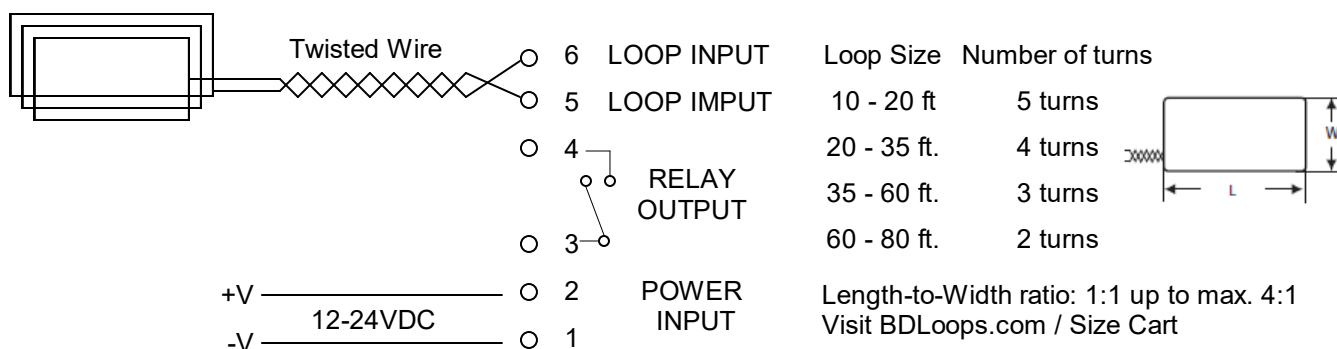 Twisted Wire
6 LOOP INPUT
5 LOOP IMPUT
4
RELAY
OUTPUT
3
+V
2
POWER
INPUT
12-24VDC
-V
1
Loop Size Number of turns
10 - 20 ft 5 turns
20 - 35 ft. 4 turns
35 - 60 ft. 3 turns
60 - 80 ft. 2 turns
W
L
Length-to-Width ratio: 1:1 up to max. 4:1
Visit BDLoops.com / Size Cart